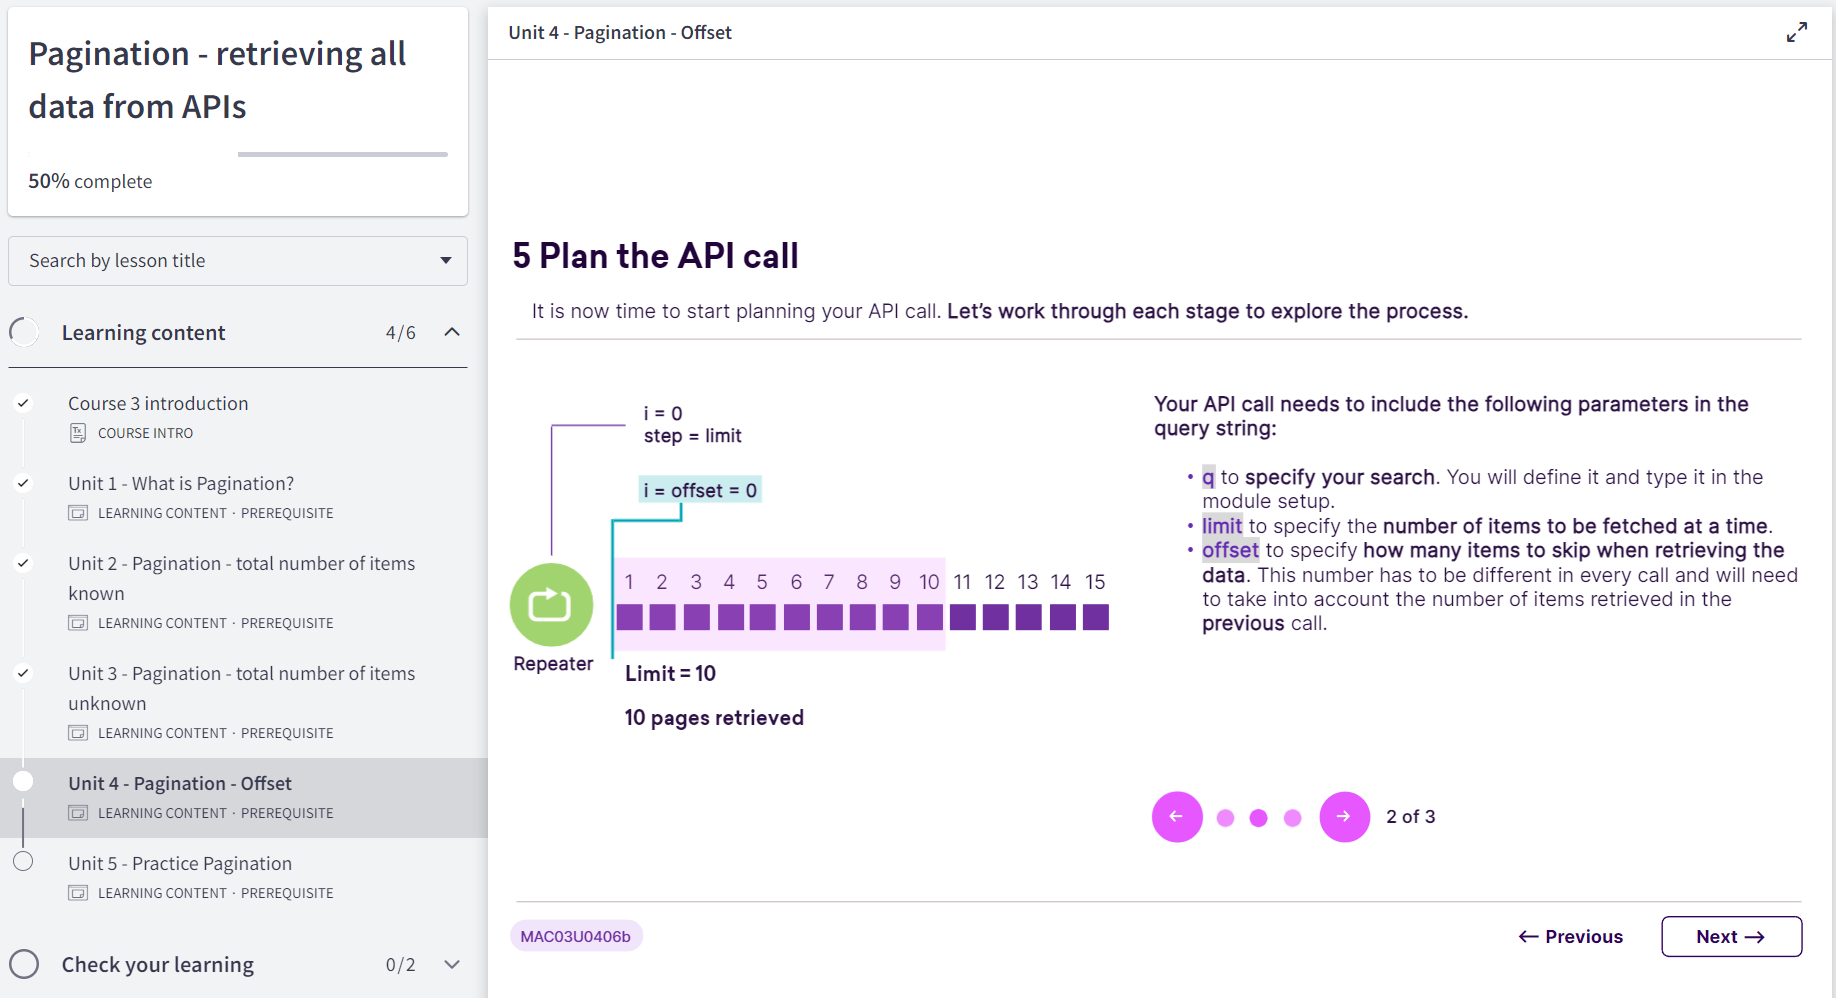 Pagination - retrieving all
data from APIs
50% complete
Search by lesson title
Learning content 4/6
Course 3 introduction
COURSE INTRO
Unit 1 - What is Pagination?
LEARNING CONTENT · PREREQUISITE
Unit 2 - Pagination - total number of items
known
LEARNING CONTENT · PREREQUISITE
Unit 3 - Pagination - total number of items
unknown
LEARNING CONTENT · PREREQUISITE
Unit 4 - Pagination - Offset
LEARNING CONTENT · PREREQUISITE
Unit 5 - Practice Pagination
LEARNING CONTENT · PREREQUISITE
Check your learning 0/2
Unit 4 - Pagination - Offset
5 Plan the API call
It is now time to start planning your API call. Let's work through each stage to explore the process.
i = 0
step = limit
i = offset = 0
1 2 3 4 5 6 7 8 9 10 11 12 13 14 15
Repeater
Limit = 10
10 pages retrieved
Your API call needs to include the following parameters in the
query string:
• q to specify your search. You will define it and type it in the
module setup.
• limit to specify the number of items to be fetched at a time.
• offset to specify how many items to skip when retrieving the
data. This number has to be different in every call and will need
to take into account the number of items retrieved in the
previous call.
← → 2 of 3
MAC03U0406b
← Previous
Next →